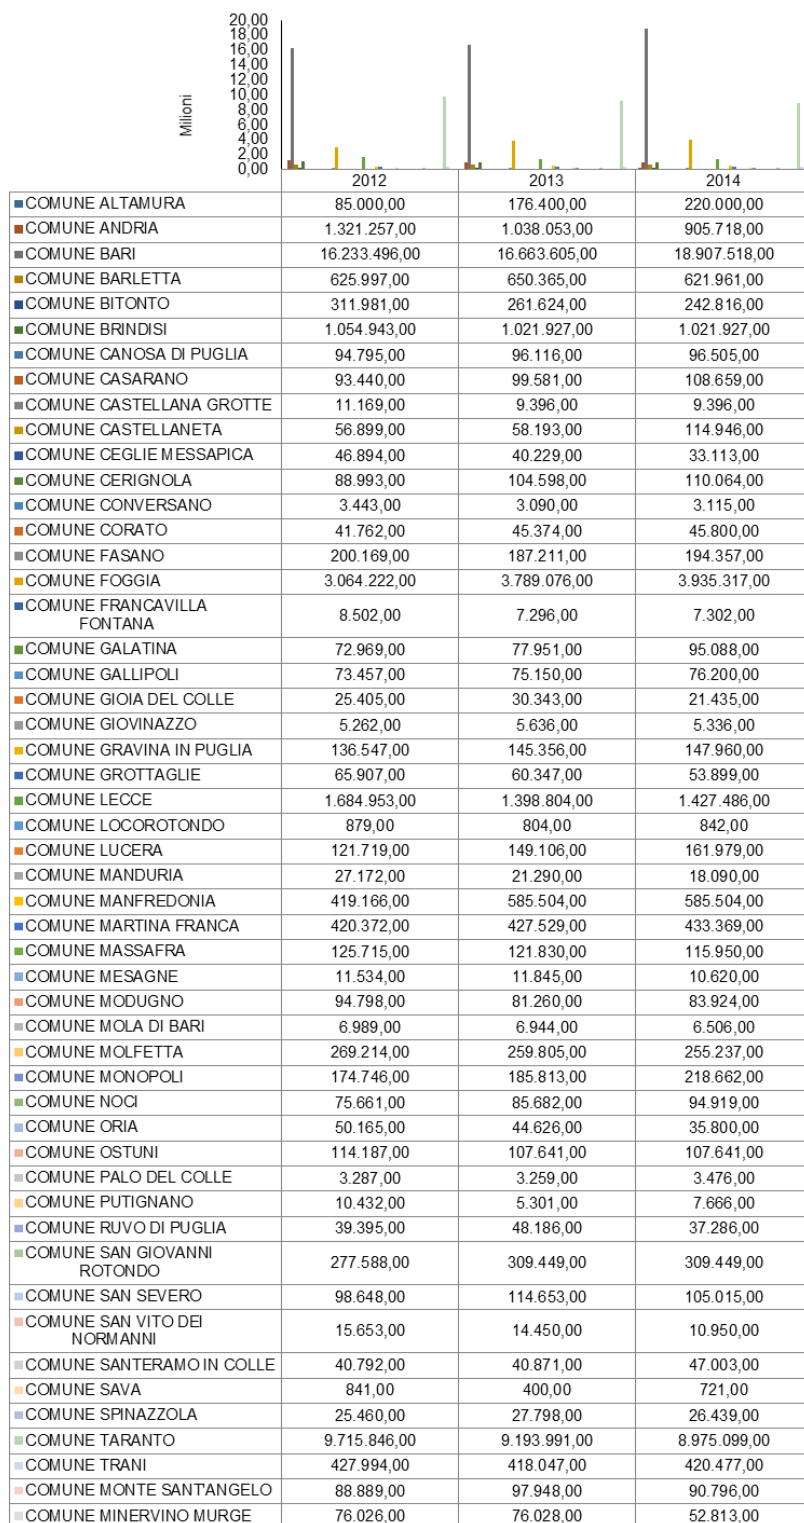 20,00
18,00
16,00
14,00
12,00
10,00
8,00
6,00
4,00
2,00
0,00
Milioni
2012 2013 2014
COMUNE ALTAMURA 85.000,00 176.400,00 220.000,00
COMUNE ANDRIA 1.321.257,00 1.038.053,00 905.718,00
COMUNE BARI 16.233.496,00 16.663.605,00 18.907.518,00
COMUNE BARLETTA 625.997,00 650.365,00 621.961,00
COMUNE BITONTO 311.981,00 261.624,00 242.816,00
COMUNE BRINDISI 1.054.943,00 1.021.927,00 1.021.927,00
COMUNE CANOSA DI PUGLIA 94.795,00 96.116,00 96.505,00
COMUNE CASARANO 93.440,00 99.581,00 108.659,00
COMUNE CASTELLANA GROTTE 11.169,00 9.396,00 9.396,00
COMUNE CASTELLANETA 56.899,00 58.193,00 114.946,00
COMUNE CEGLIE MESSAPICA 46.894,00 40.229,00 33.113,00
COMUNE CERIGNOLA 88.993,00 104.598,00 110.064,00
COMUNE CONVERSANO 3.443,00 3.090,00 3.115,00
COMUNE CORATO 41.762,00 45.374,00 45.800,00
COMUNE FASANO 200.169,00 187.211,00 194.357,00
COMUNE FOGGIA 3.064.222,00 3.789.076,00 3.935.317,00
COMUNE FRANCAVILLA
FONTANA 8.502,00 7.296,00 7.302,00
COMUNE GALATINA 72.969,00 77.951,00 95.088,00
COMUNE GALLIPOLI 73.457,00 75.150,00 76.200,00
COMUNE GIOIA DEL COLLE 25.405,00 30.343,00 21.435,00
COMUNE GIOVINAZZO 5.262,00 5.636,00 5.336,00
COMUNE GRAVINA IN PUGLIA 136.547,00 145.356,00 147.960,00
COMUNE GROTTAGLIE 65.907,00 60.347,00 53.899,00
COMUNE LECCE 1.684.953,00 1.398.804,00 1.427.486,00
COMUNE LOCOROTONDO 879,00 804,00 842,00
COMUNE LUCERA 121.719,00 149.106,00 161.979,00
COMUNE MANDURIA 27.172,00 21.290,00 18.090,00
COMUNE MANFREDONIA 419.166,00 585.504,00 585.504,00
COMUNE MARTINA FRANCA 420.372,00 427.529,00 433.369,00
COMUNE MASSAFRA 125.715,00 121.830,00 115.950,00
COMUNE MESAGNE 11.534,00 11.845,00 10.620,00
COMUNE MODUGNO 94.798,00 81.260,00 83.924,00
COMUNE MOLA DI BARI 6.989,00 6.944,00 6.506,00
COMUNE MOLFETTA 269.214,00 259.805,00 255.237,00
COMUNE MONOPOLI 174.746,00 185.813,00 218.662,00
COMUNE NOCI 75.661,00 85.682,00 94.919,00
COMUNE ORIA 50.165,00 44.626,00 35.800,00
COMUNE OSTUNI 114.187,00 107.641,00 107.641,00
COMUNE PALO DEL COLLE 3.287,00 3.259,00 3.476,00
COMUNE PUTIGNANO 10.432,00 5.301,00 7.666,00
COMUNE RUVO DI PUGLIA 39.395,00 48.186,00 37.286,00
COMUNE SAN GIOVANNI
ROTONDO 277.588,00 309.449,00 309.449,00
COMUNE SAN SEVERO 98.648,00 114.653,00 105.015,00
COMUNE SAN VITO DEI
NORMANNI 15.653,00 14.450,00 10.950,00
COMUNE SANTERAMO IN COLLE 40.792,00 40.871,00 47.003,00
COMUNE SAVA 841,00 400,00 721,00
COMUNE SPINAZZOLA 25.460,00 27.798,00 26.439,00
COMUNE TARANTO 9.715.846,00 9.193.991,00 8.975.099,00
COMUNE TRANI 427.994,00 418.047,00 420.477,00
COMUNE MONTE SANT'ANGELO 88.889,00 97.948,00 90.796,00
COMUNE MINERVINO MURGE 76.026,00 76.028,00 52.813,00